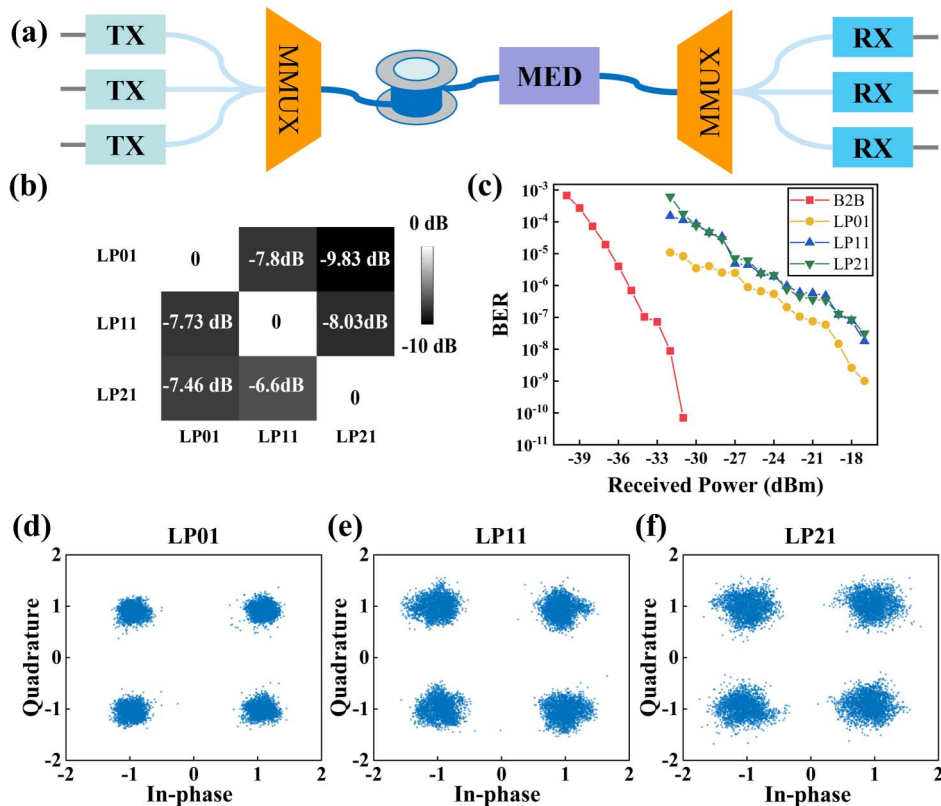 (a)
TX
TX
TX
MMUX
MED
MMUX
RX
RX
RX
(b)
0 dB
-10 dB
LP01 0 -7.8dB -9.83 dB
LP11 -7.73 dB 0 -8.03dB
LP21 -7.46 dB -6.6dB 0
LP01 LP11 LP21
(c)
BER
10-3
10-4
10-5
10-6
10-7
10-8
10-9
10-10
10-11
B2B
LP01
LP11
LP21
-39 -36 -33 -30 -27 -24 -21 -18
Received Power (dBm)
(d)
LP01
Quadrature
2
1
0
-1
-2
-2 -1 0 1 2
In-phase
(e)
LP11
Quadrature
2
1
0
-1
-2
-2 -1 0 1 2
In-phase
(f)
LP21
Quadrature
2
1
0
-1
-2
-2 -1 0 1 2
In-phase